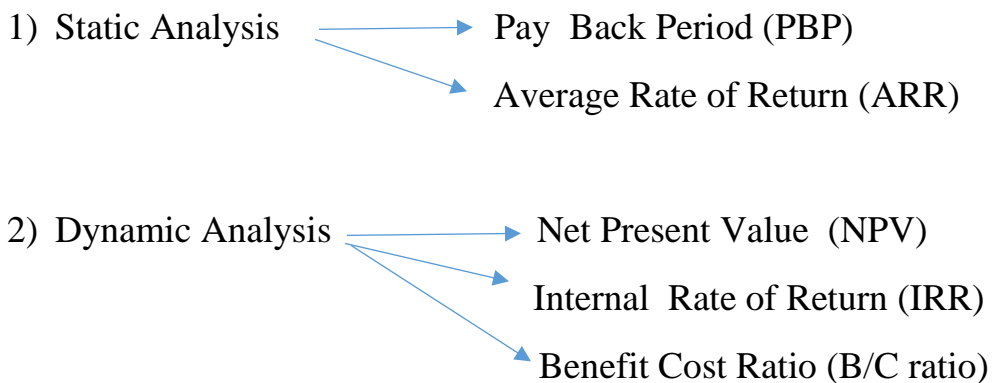 1) Static Analysis Pay Back Period (PBP)
Average Rate of Return (ARR)
2) Dynamic Analysis Net Present Value (NPV)
Internal Rate of Return (IRR)
Benefit Cost Ratio (B/C ratio)